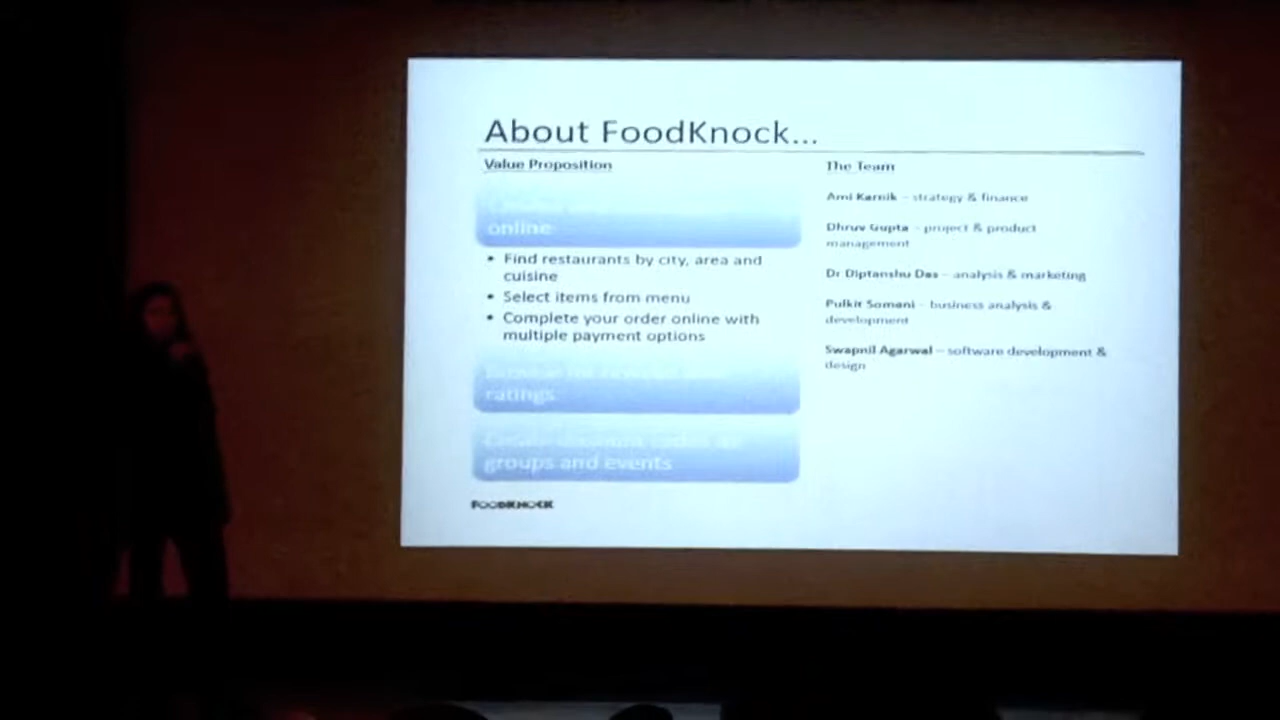 About FoodKnock...
Value Proposition
online
• Find restaurants by city, area and
cuisine
• Select items from menu
• Complete your order online with
multiple payment options
ratings
groups and events
FOODKNOCK
The Team
Ami Karnik – strategy & finance
Dhruv Gupta – project & product
management
Dr Diptanshu Das – analysis & marketing
Pulkit Somani – business analysis &
development
Swapnil Agarwal – software development &
design